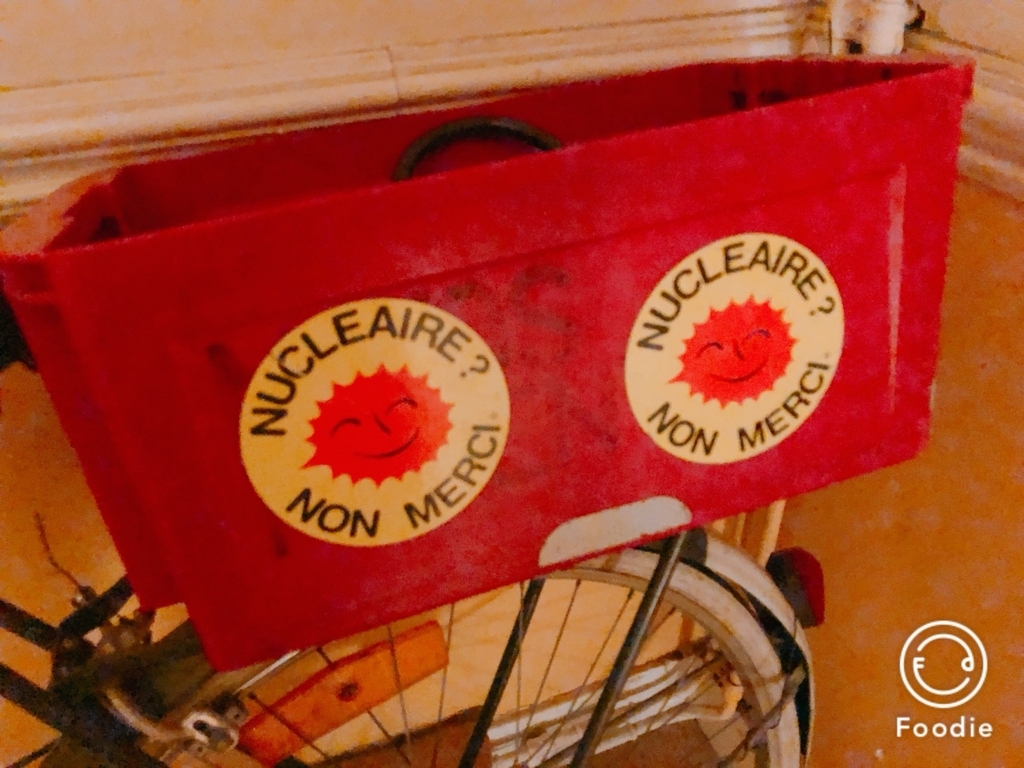 NUCLEAIRE?
NON MERCI.
NUCLEAIRE?
NON MERCI.
Foodie